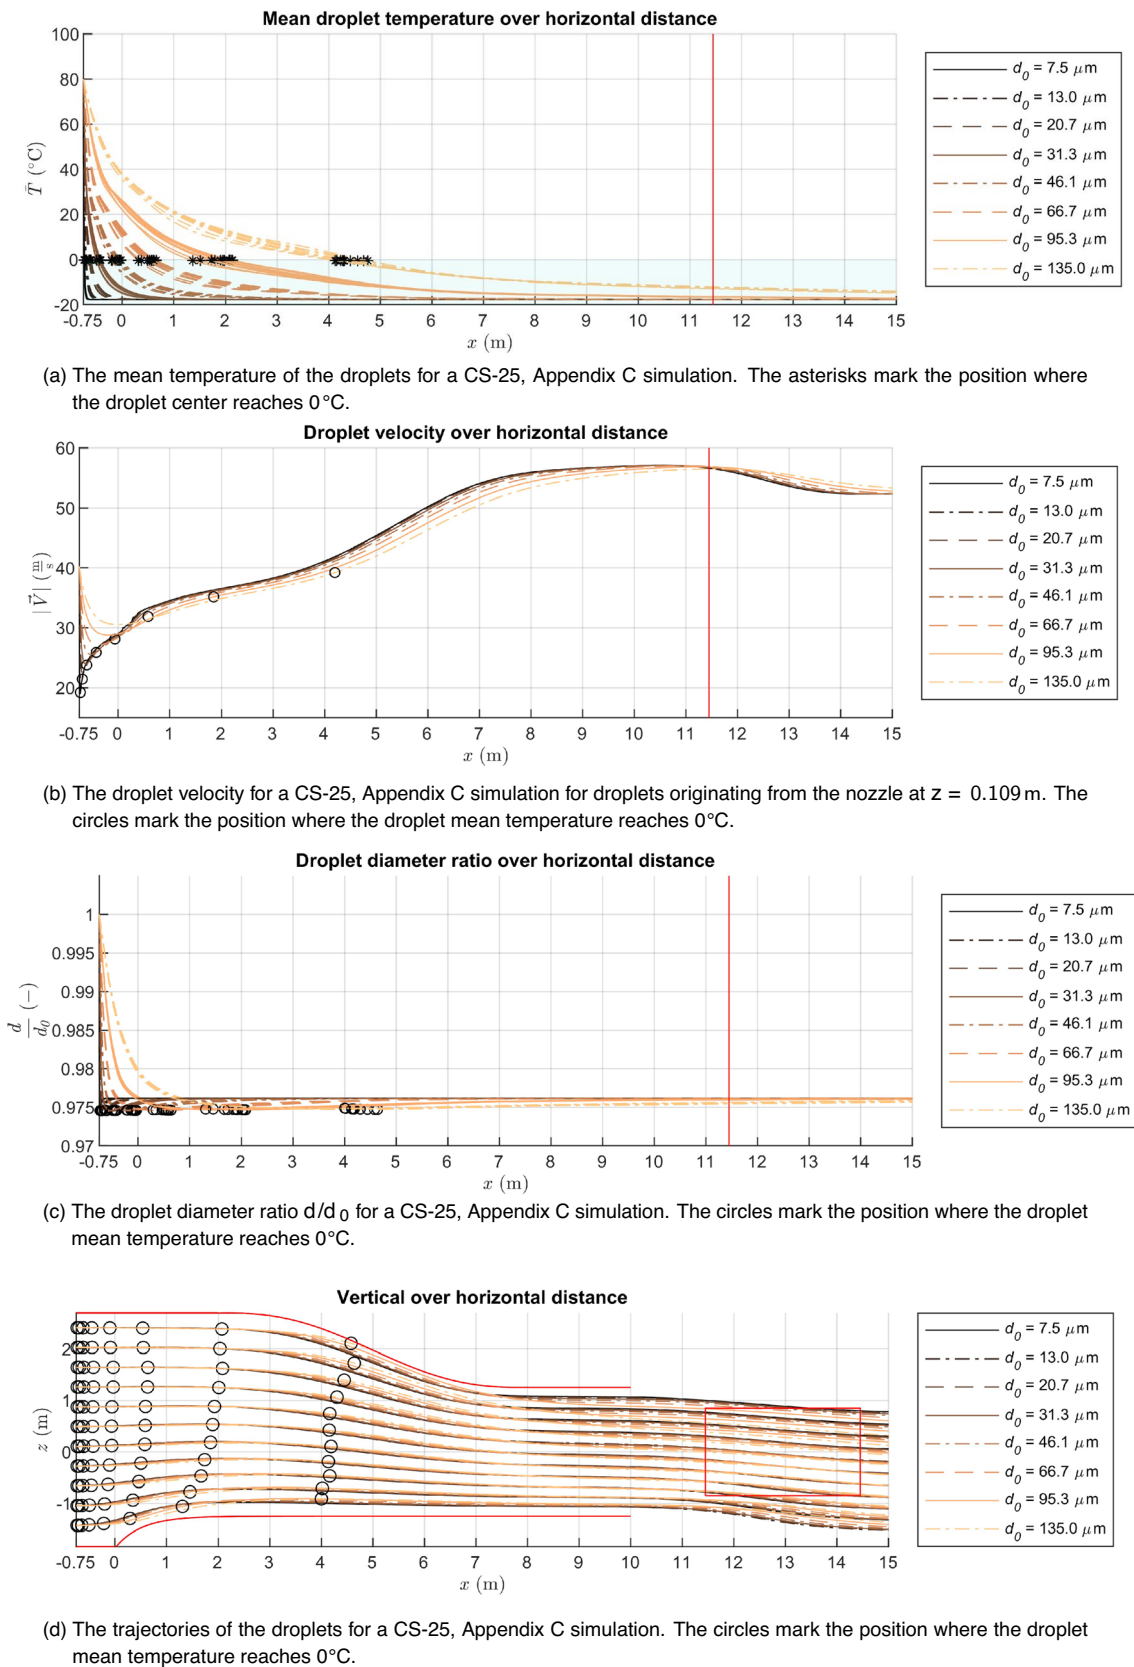 Mean droplet temperature over horizontal distance
100
80
60
40
20
0
-20
T̄ (°C)
-0.75 0 1 2 3 4 5 6 7 8 9 10 11 12 13 14 15
x (m)
d0 = 7.5 μm
d0 = 13.0 μm
d0 = 20.7 μm
d0 = 31.3 μm
d0 = 46.1 μm
d0 = 66.7 μm
d0 = 95.3 μm
d0 = 135.0 μm
(a) The mean temperature of the droplets for a CS-25, Appendix C simulation. The asterisks mark the position where
the droplet center reaches 0°C.
Droplet velocity over horizontal distance
60
50
40
30
20
|V⃗| (m/s)
-0.75 0 1 2 3 4 5 6 7 8 9 10 11 12 13 14 15
x (m)
d0 = 7.5 μm
d0 = 13.0 μm
d0 = 20.7 μm
d0 = 31.3 μm
d0 = 46.1 μm
d0 = 66.7 μm
d0 = 95.3 μm
d0 = 135.0 μm
(b) The droplet velocity for a CS-25, Appendix C simulation for droplets originating from the nozzle at z = 0.109 m. The
circles mark the position where the droplet mean temperature reaches 0°C.
Droplet diameter ratio over horizontal distance
1
0.995
0.99
0.985
0.98
0.975
0.97
d/d0 (−)
-0.75 0 1 2 3 4 5 6 7 8 9 10 11 12 13 14 15
x (m)
d0 = 7.5 μm
d0 = 13.0 μm
d0 = 20.7 μm
d0 = 31.3 μm
d0 = 46.1 μm
d0 = 66.7 μm
d0 = 95.3 μm
d0 = 135.0 μm
(c) The droplet diameter ratio d/d0 for a CS-25, Appendix C simulation. The circles mark the position where the droplet
mean temperature reaches 0°C.
Vertical over horizontal distance
2
1
0
-1
z (m)
-0.75 0 1 2 3 4 5 6 7 8 9 10 11 12 13 14 15
x (m)
d0 = 7.5 μm
d0 = 13.0 μm
d0 = 20.7 μm
d0 = 31.3 μm
d0 = 46.1 μm
d0 = 66.7 μm
d0 = 95.3 μm
d0 = 135.0 μm
(d) The trajectories of the droplets for a CS-25, Appendix C simulation. The circles mark the position where the droplet
mean temperature reaches 0°C.